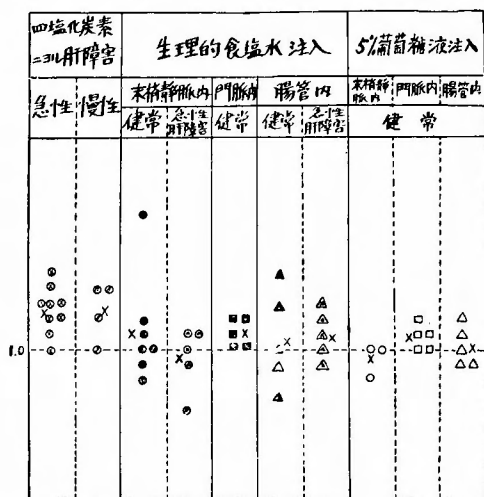 四塩化炭素 生理的食塩水注入 5%葡萄糖液注入
ニヨル肝障害
急性 慢性 末梢静脈内 門脈内 腸管内 末梢静脈内 門脈内 腸管内
健常 急性肝障害 健常 健常 急性肝障害 健常
1.0